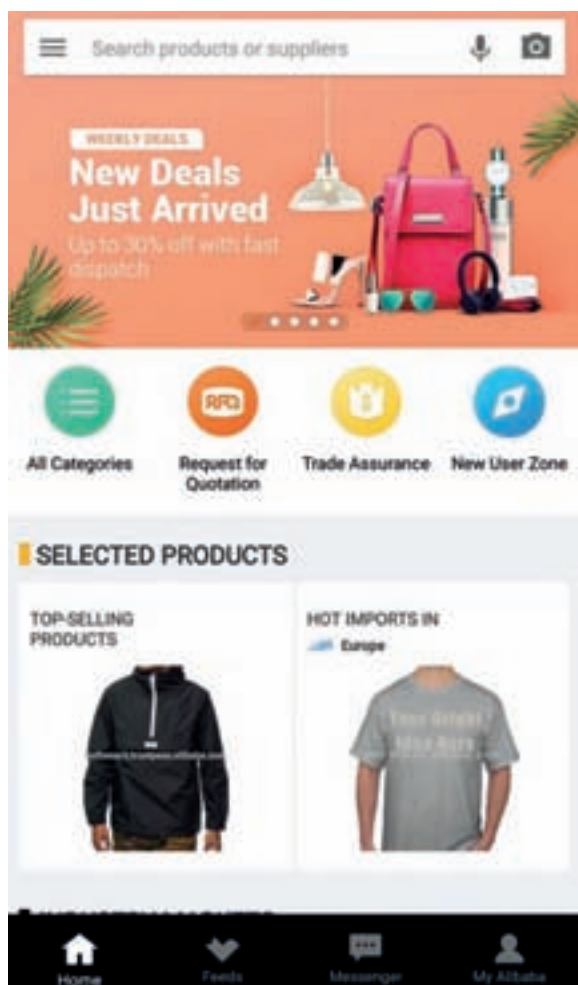 Search products or suppliers
WEEKLY DEALS
New Deals
Just Arrived
Up to 30% off with fast
dispatch
RFQ
All Categories
Request for
Quotation
Trade Assurance
New User Zone
SELECTED PRODUCTS
TOP-SELLING
PRODUCTS
HOT IMPORTS IN
Europe
Your Design
Home
Feeds
Messenger
My Alibaba